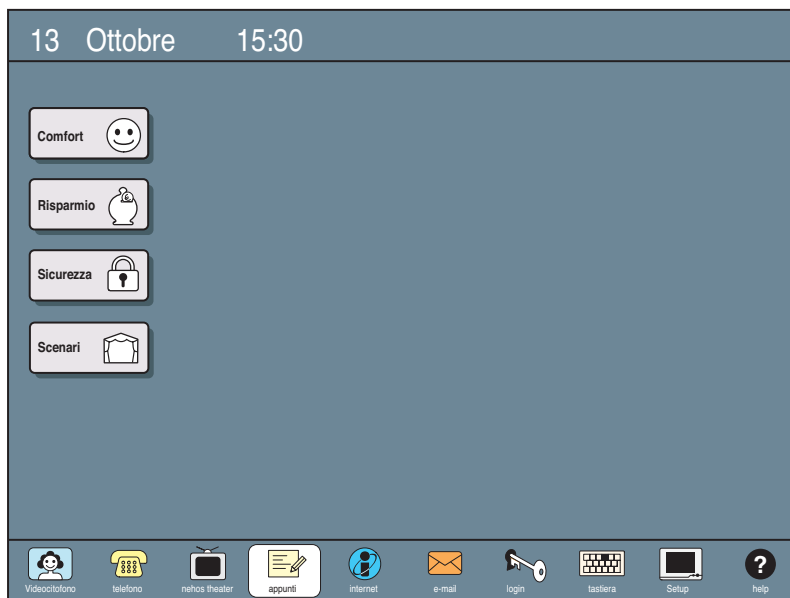 13 Ottobre 15:30
Comfort
Risparmio
Sicurezza
Scenari
Videocitofono telefono nehos theater appunti internet e-mail login tastiera Setup help